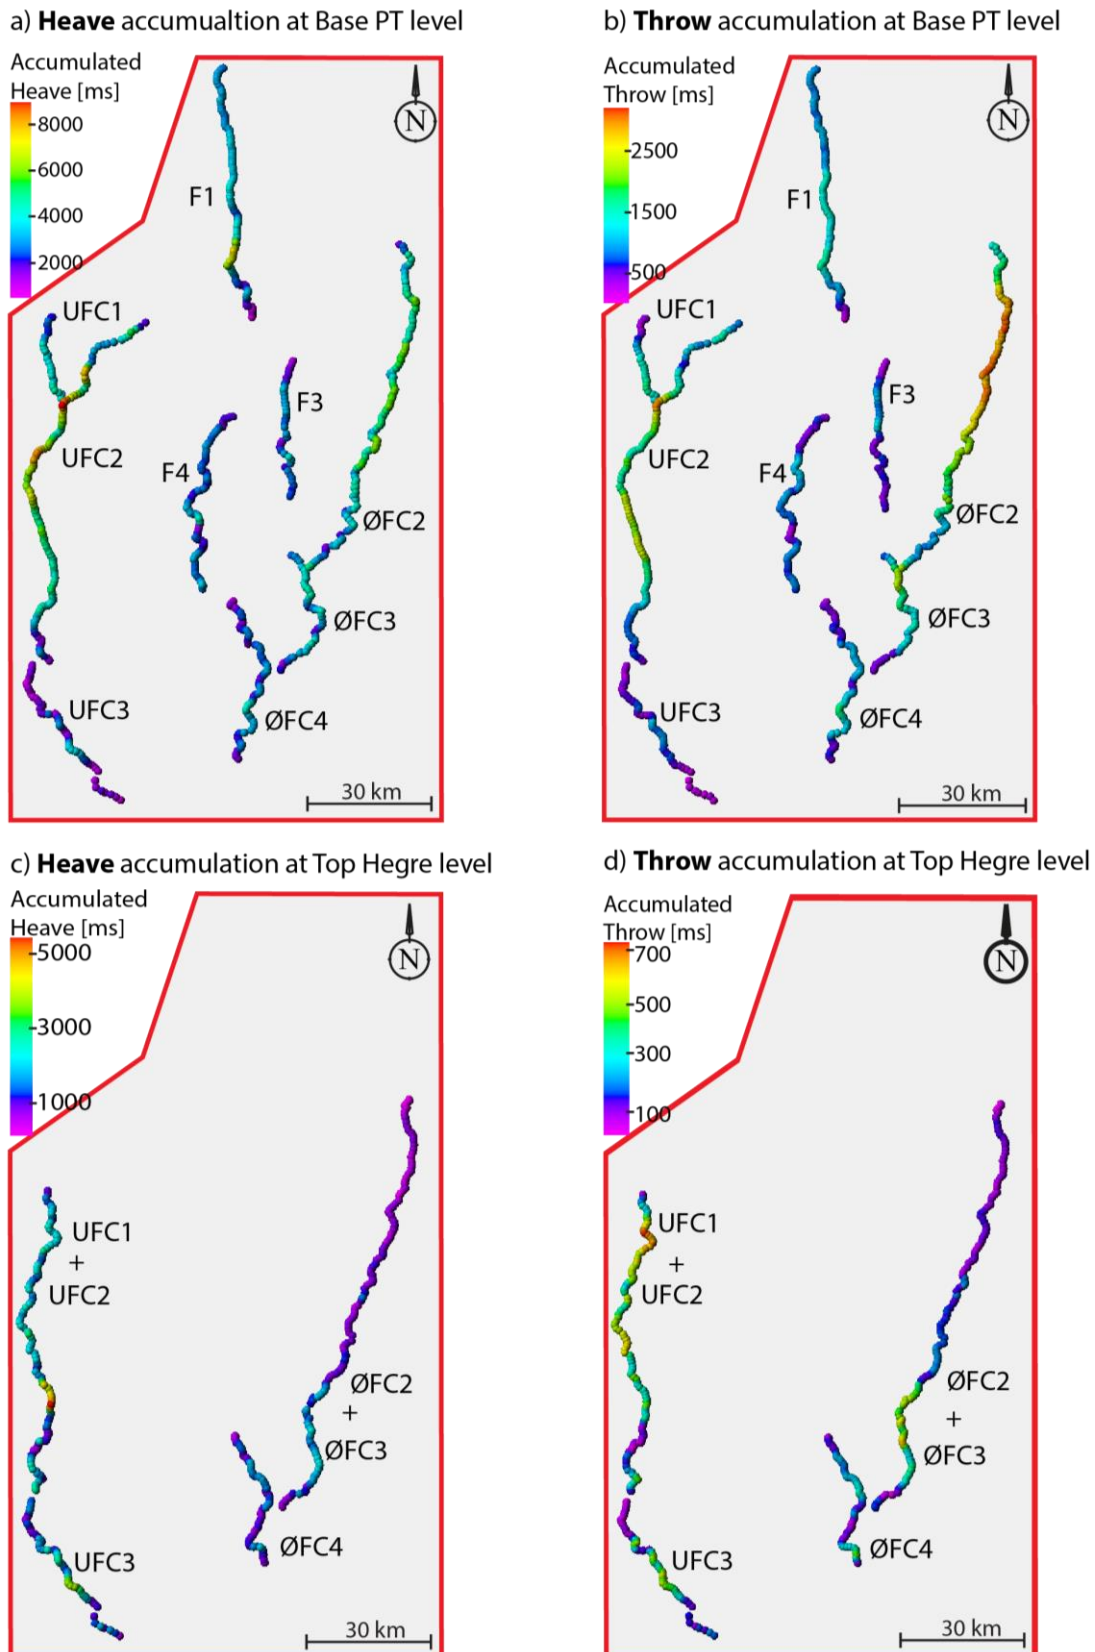 a) Heave accumualtion at Base PT level
Accumulated
Heave [ms]
8000
6000
4000
2000
N
F1
UFC1
F3
UFC2
F4
ØFC2
ØFC3
UFC3
ØFC4
30 km
b) Throw accumulation at Base PT level
Accumulated
Throw [ms]
2500
1500
500
N
F1
UFC1
F3
UFC2
F4
ØFC2
ØFC3
UFC3
ØFC4
30 km
c) Heave accumulation at Top Hegre level
Accumulated
Heave [ms]
5000
3000
1000
N
UFC1
+
UFC2
ØFC2
+
ØFC3
ØFC4
UFC3
30 km
d) Throw accumulation at Top Hegre level
Accumulated
Throw [ms]
700
500
300
100
N
UFC1
+
UFC2
ØFC2
+
ØFC3
ØFC4
UFC3
30 km